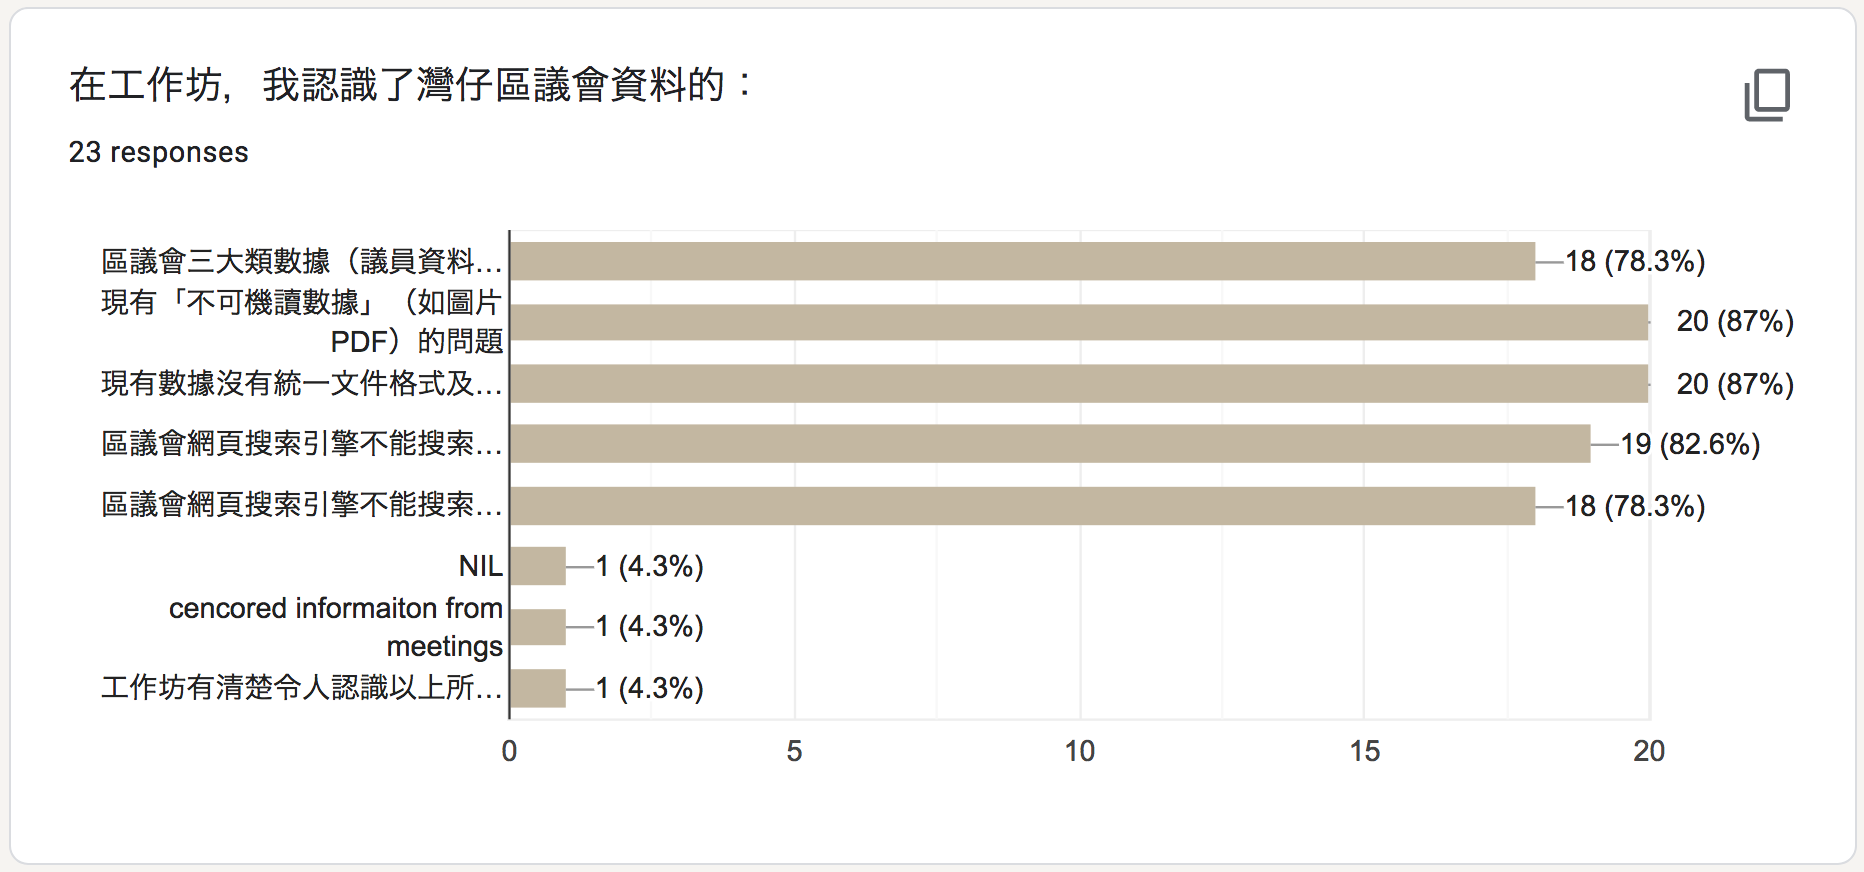 在工作坊，我認識了灣仔區議會資料的：
23 responses
區議會三大類數據（議員資料…
18 (78.3%)
現有「不可機讀數據」（如圖片
PDF）的問題
20 (87%)
現有數據沒有統一文件格式及…
20 (87%)
區議會網頁搜索引擎不能搜索…
19 (82.6%)
區議會網頁搜索引擎不能搜索…
18 (78.3%)
NIL
1 (4.3%)
cencored informaiton from
meetings
1 (4.3%)
工作坊有清楚令人認識以上所…
1 (4.3%)
0 5 10 15 20